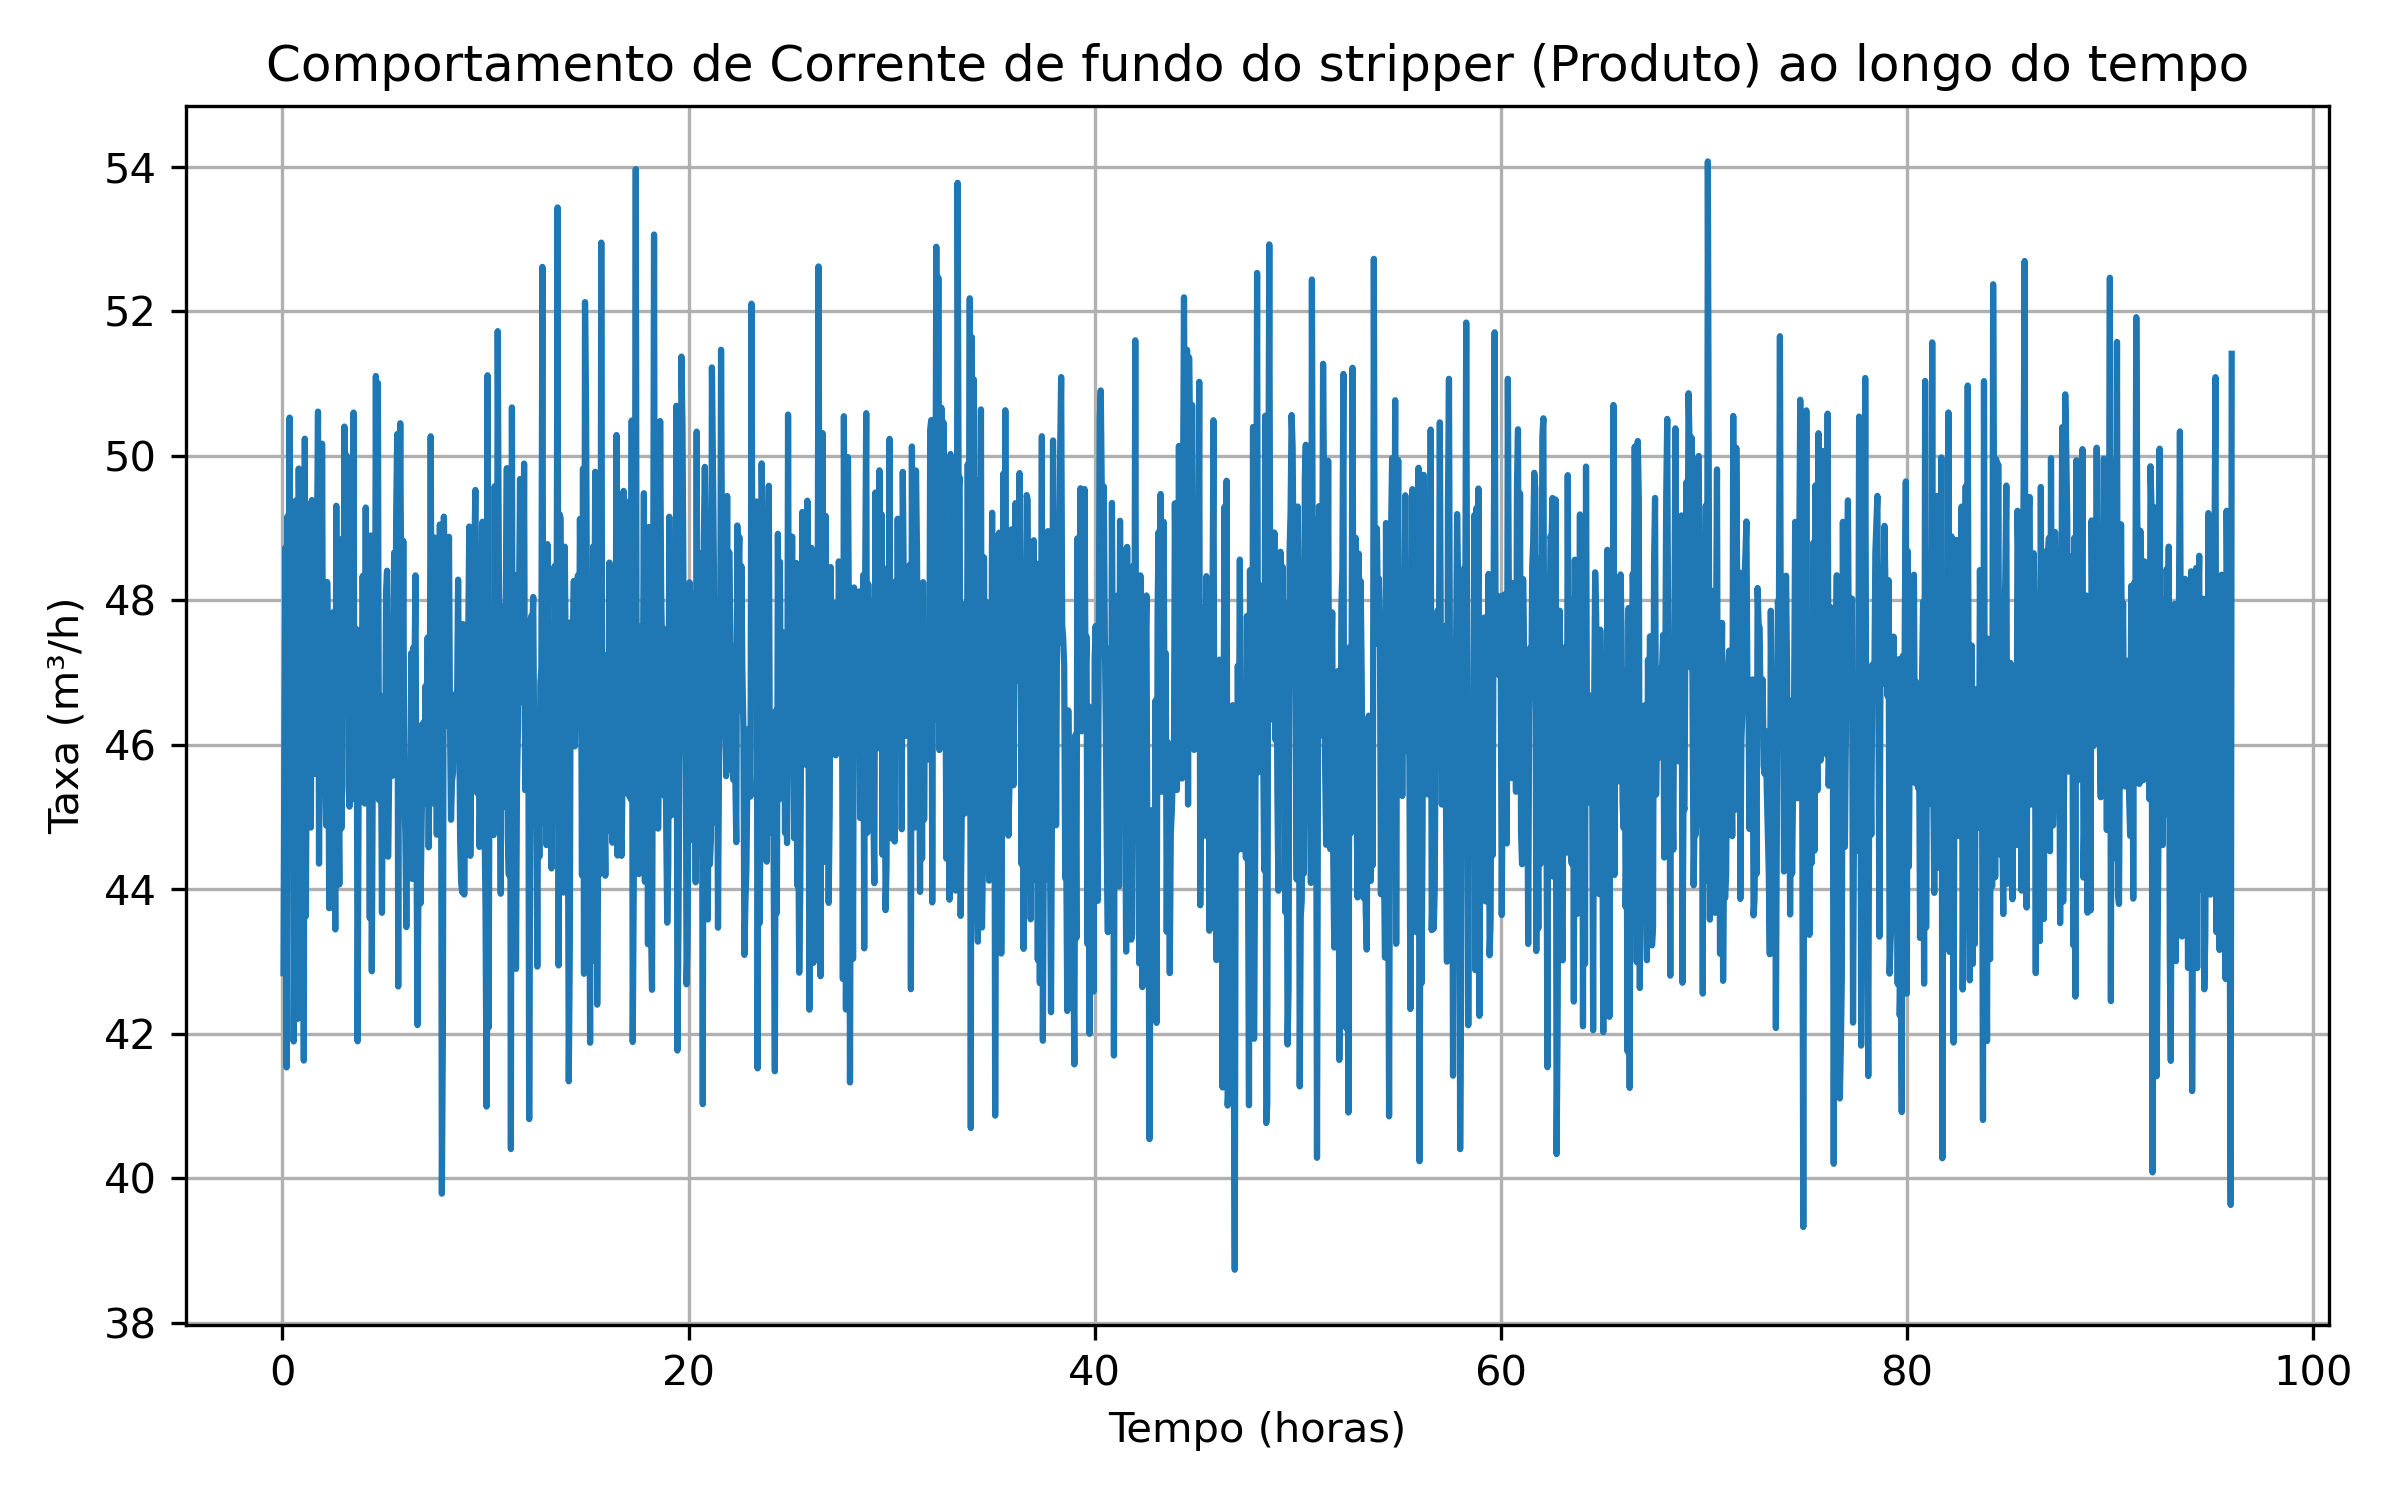 Comportamento de Corrente de fundo do stripper (Produto) ao longo do tempo
54
52
50
48
46
44
42
40
38
Taxa (m³/h)
0 20 40 60 80 100
Tempo (horas)